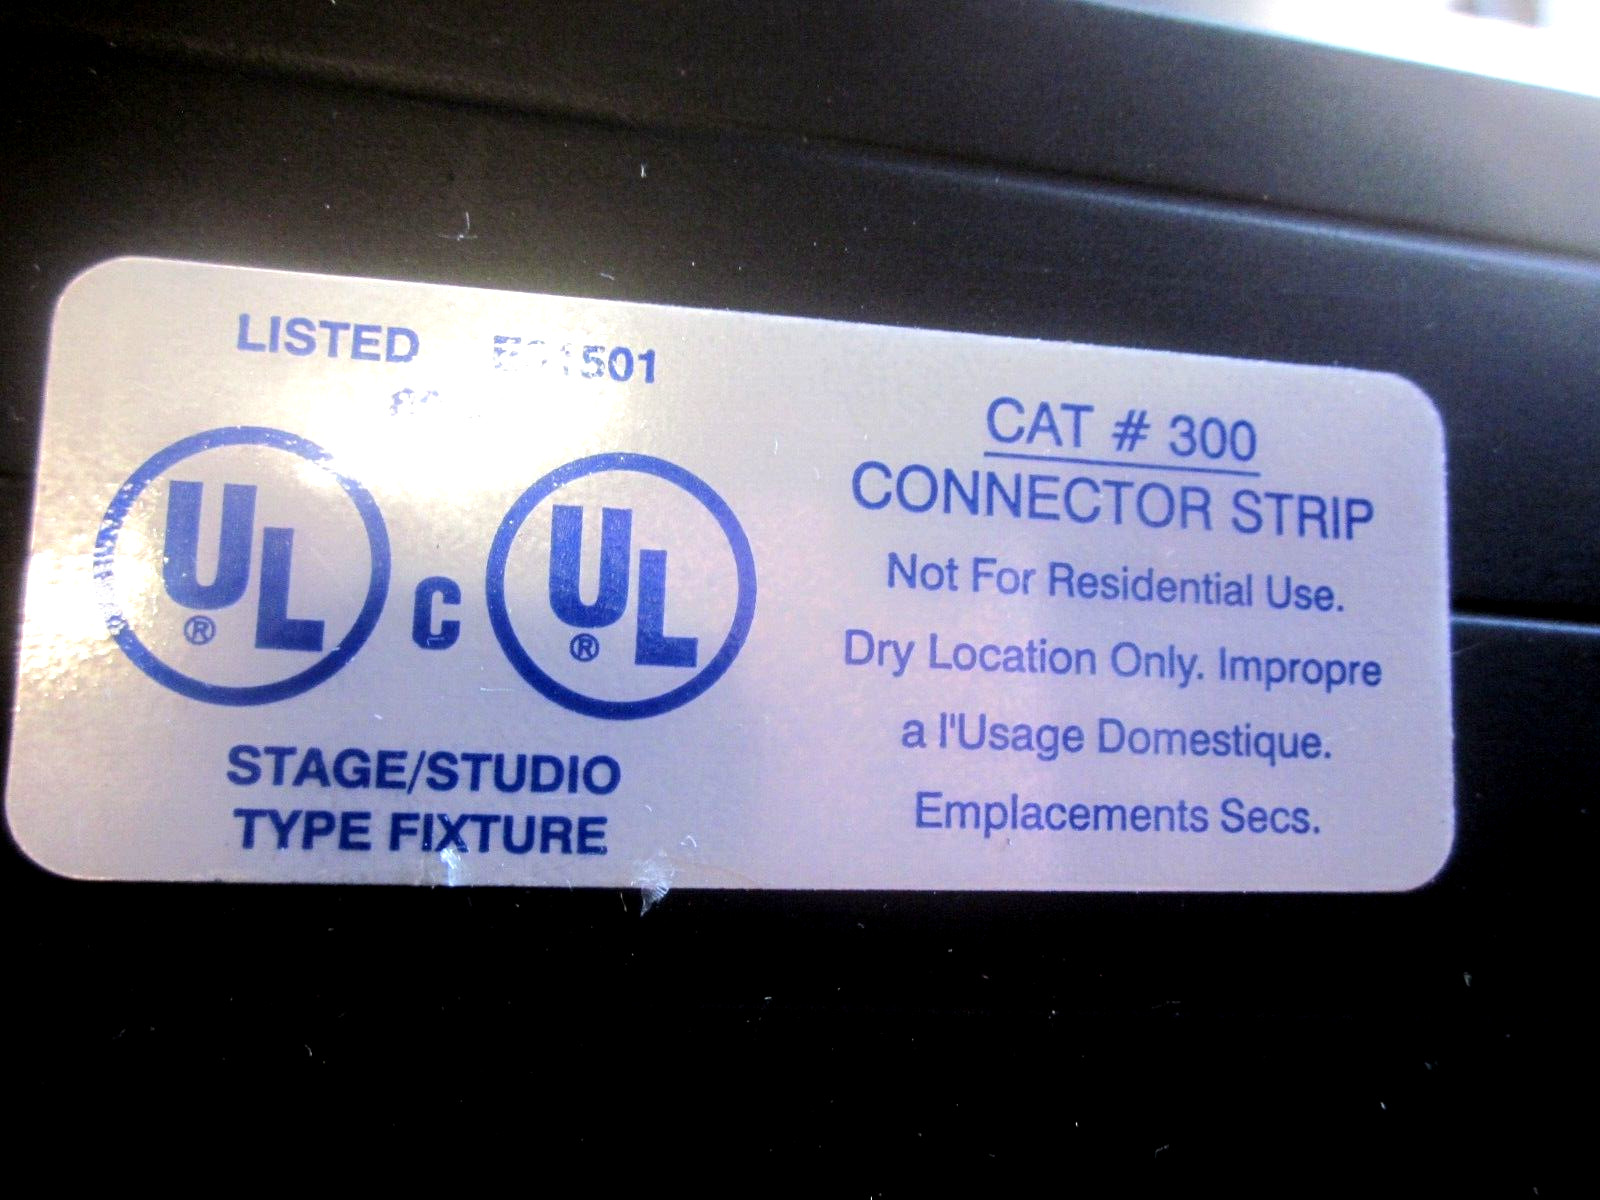 LISTED
UL ®
C
UL ®
STAGE/STUDIO
TYPE FIXTURE
CAT # 300
CONNECTOR STRIP
Not For Residential Use.
Dry Location Only. Impropre
a l'Usage Domestique.
Emplacements Secs.